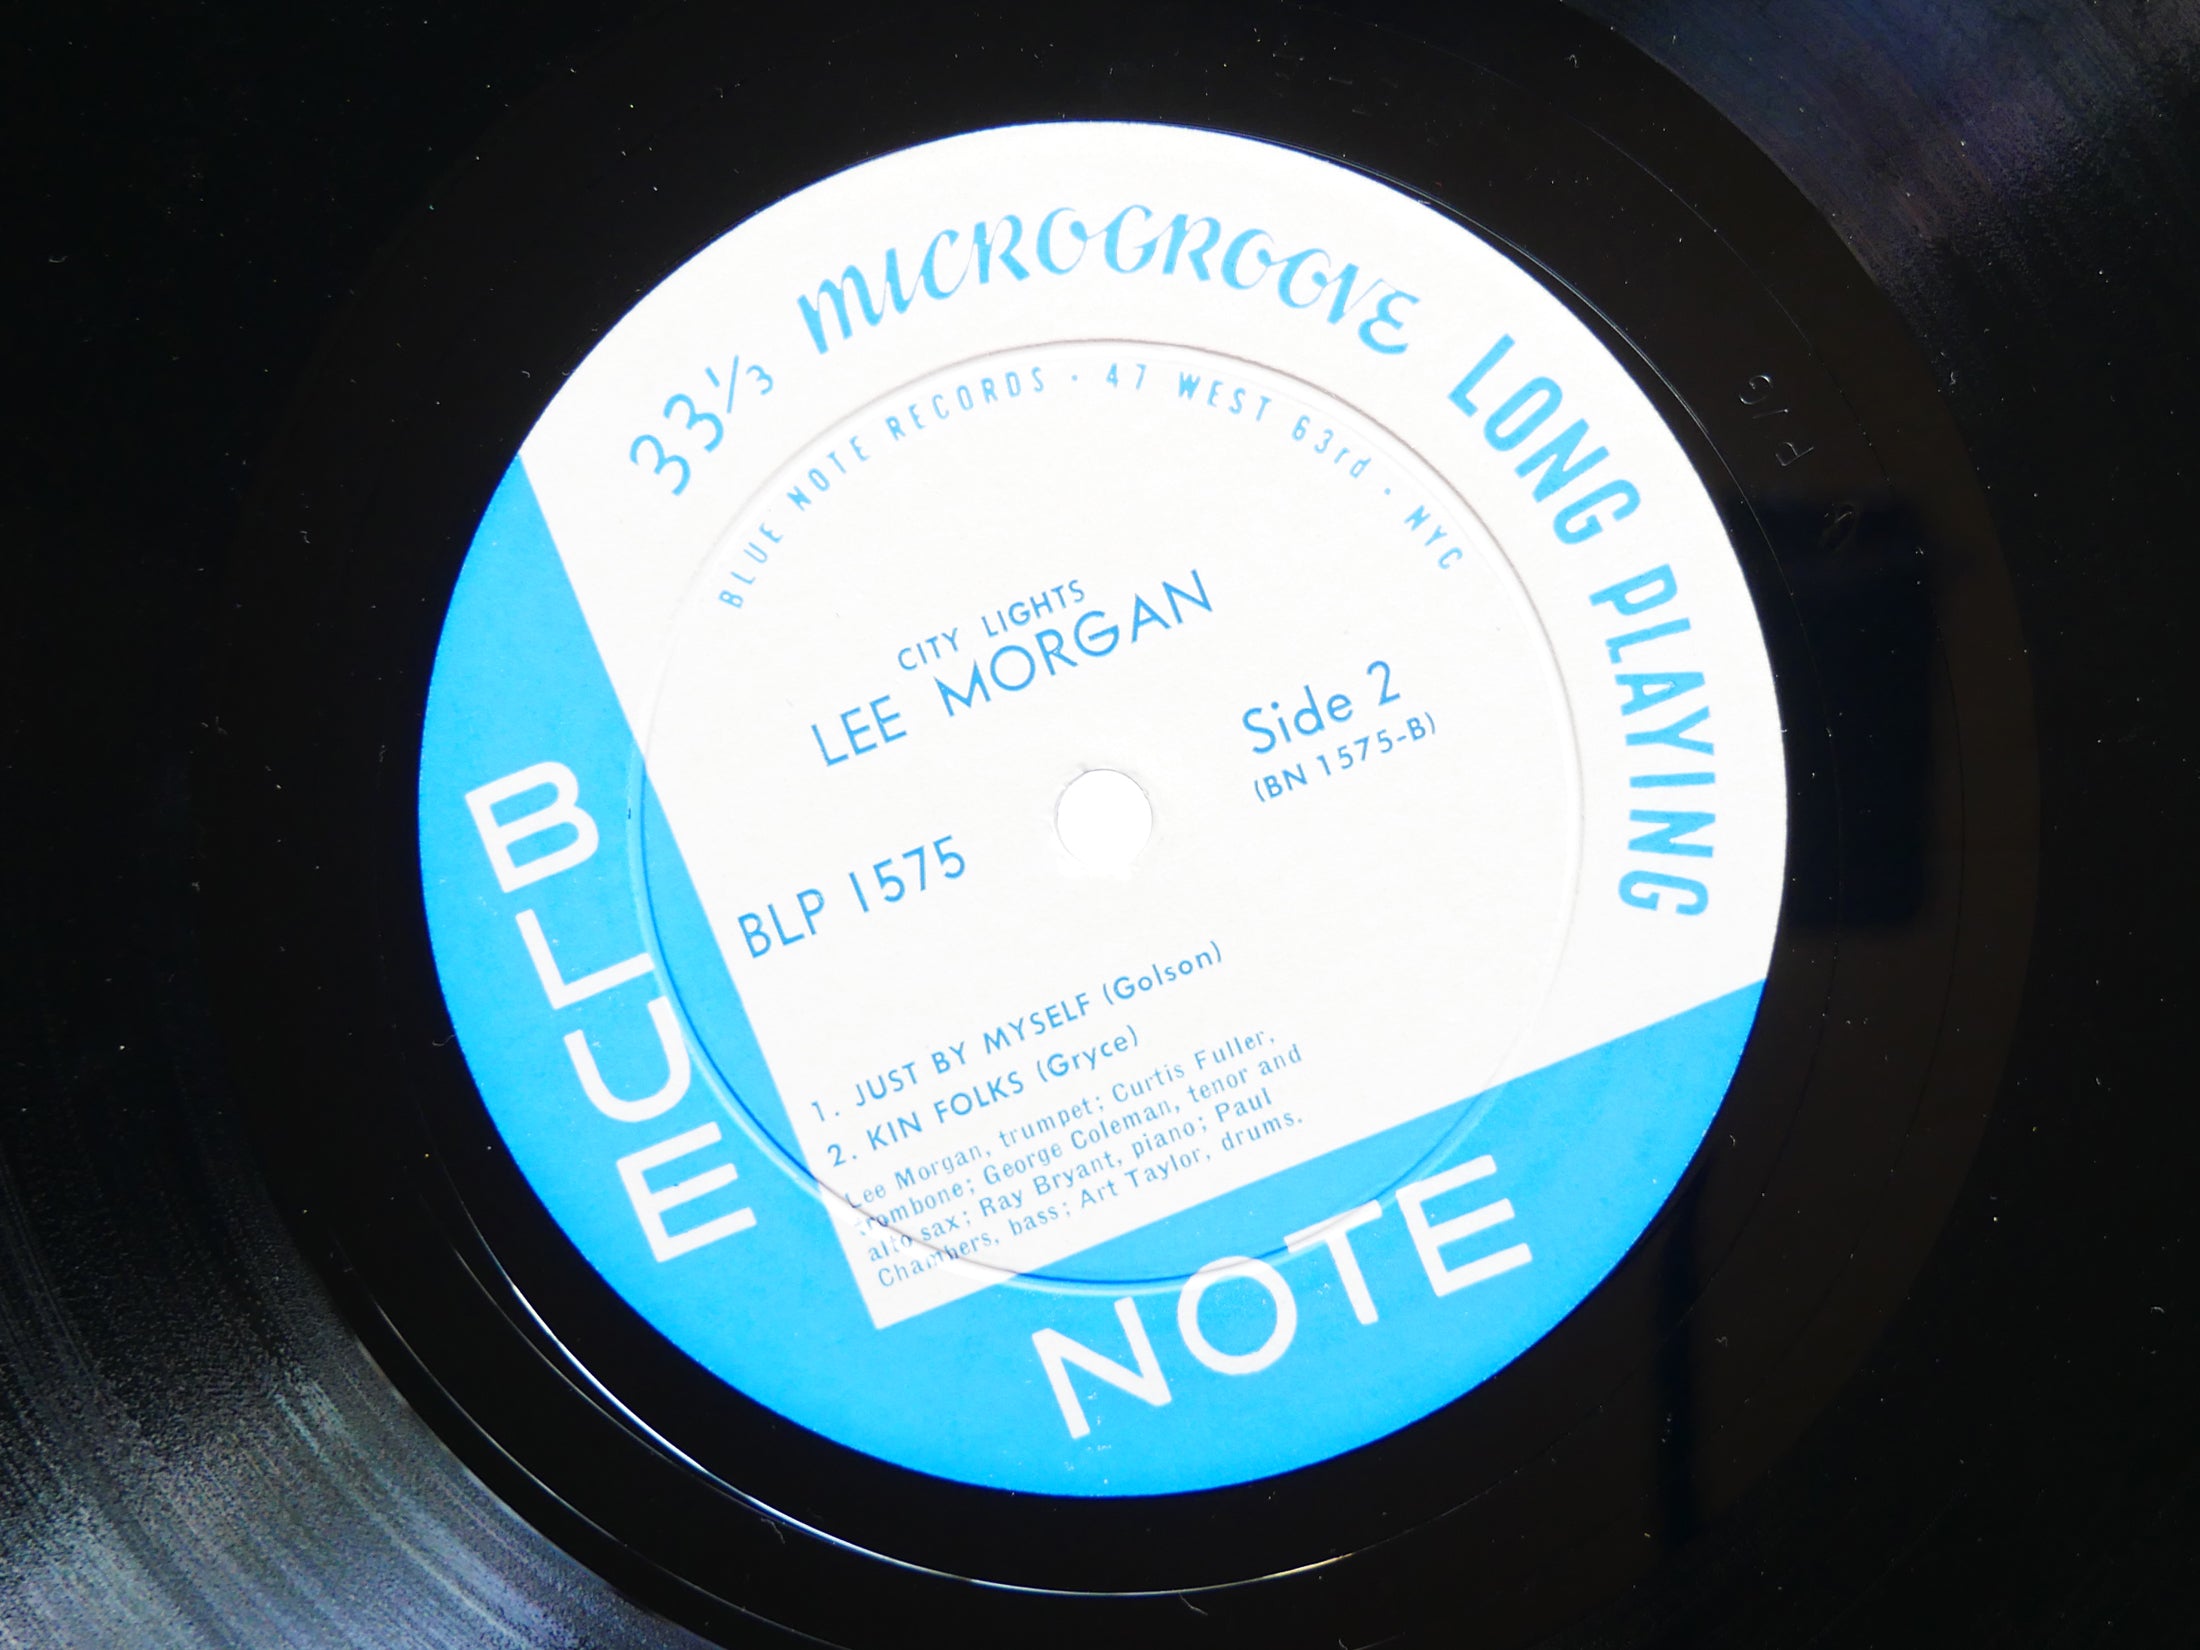 33⅓ MICROGROOVE LONG PLAYING
BLUE NOTE RECORDS · 47 WEST 63rd · NYC
CITY LIGHTS
LEE MORGAN
Side 2
(BN 1575-B)
BLP 1575
1. JUST BY MYSELF (Golson)
2. KIN FOLKS (Gryce)
Lee Morgan, trumpet; Curtis Fuller,
trombone; George Coleman, tenor and
alto sax; Ray Bryant, piano; Paul
Chambers, bass; Art Taylor, drums.
BLUE
NOTE